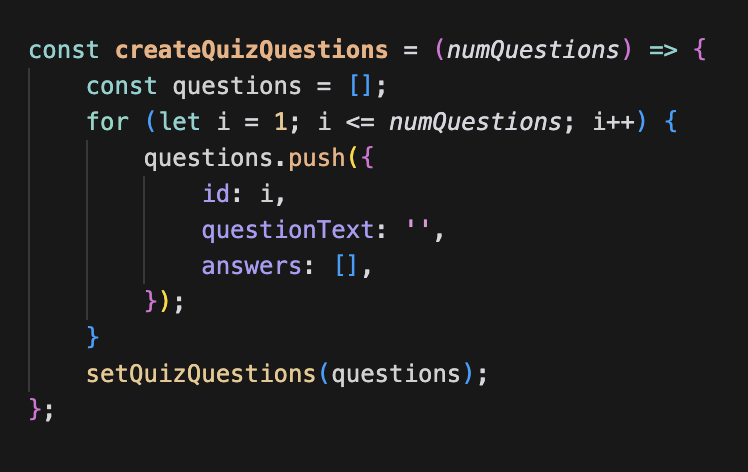 const createQuizQuestions = (numQuestions) => {
    const questions = [];
    for (let i = 1; i <= numQuestions; i++) {
        questions.push({
            id: i,
            questionText: '',
            answers: [],
        });
    }
    setQuizQuestions(questions);
};